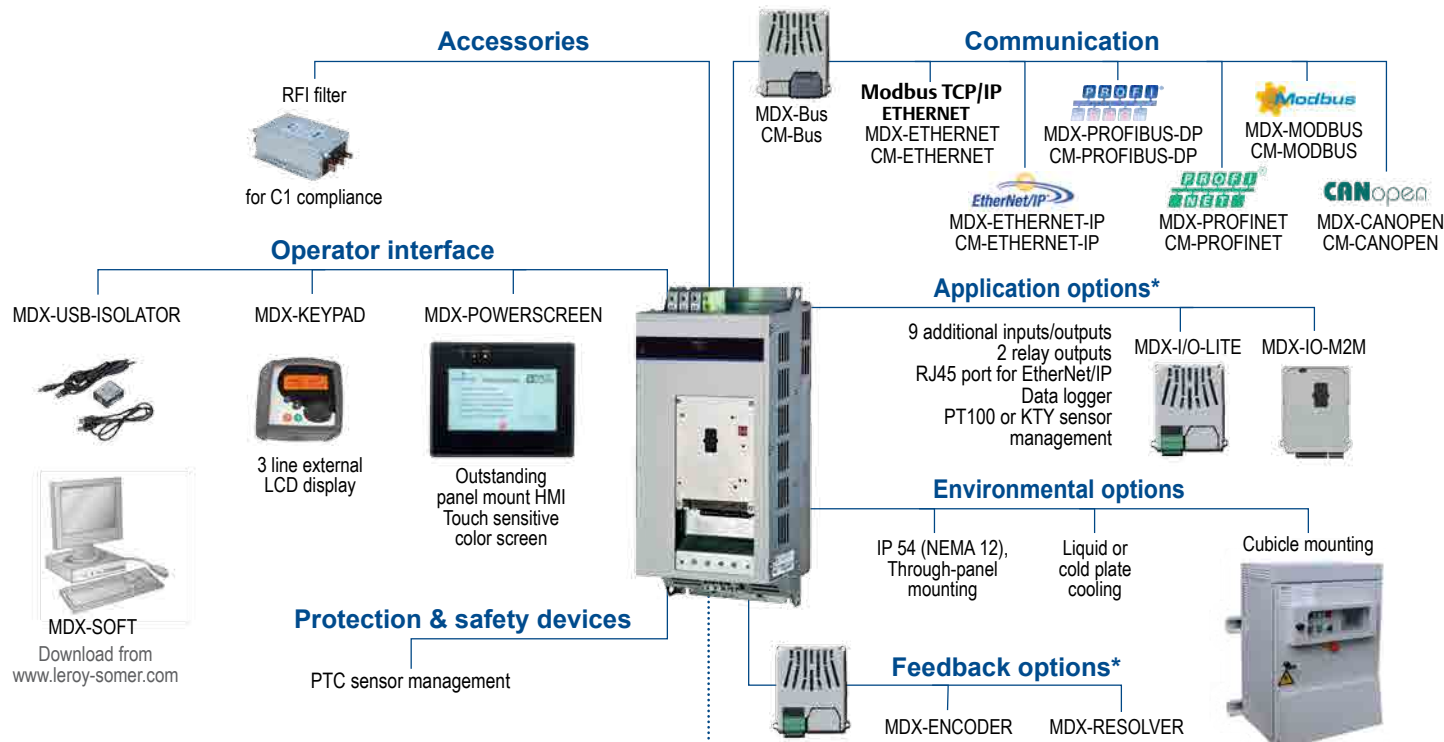 Accessories
RFI filter
for C1 compliance
Communication
MDX-Bus
CM-Bus
Modbus TCP/IP
ETHERNET
MDX-ETHERNET
CM-ETHERNET
PROFI
BUS
MDX-PROFIBUS-DP
CM-PROFIBUS-DP
Modbus
MDX-MODBUS
CM-MODBUS
EtherNet/IP
MDX-ETHERNET-IP
CM-ETHERNET-IP
PROFI®
NET
MDX-PROFINET
CM-PROFINET
CANopen
MDX-CANOPEN
CM-CANOPEN
Operator interface
MDX-USB-ISOLATOR
MDX-KEYPAD
3 line external
LCD display
MDX-POWERSCREEN
Outstanding
panel mount HMI
Touch sensitive
color screen
MDX-SOFT
Download from
www.leroy-somer.com
Application options*
9 additional inputs/outputs
2 relay outputs
RJ45 port for EtherNet/IP
Data logger
PT100 or KTY sensor
management
MDX-I/O-LITE
MDX-IO-M2M
Environmental options
IP 54 (NEMA 12),
Through-panel
mounting
Liquid or
cold plate
cooling
Cubicle mounting
Protection & safety devices
PTC sensor management
Feedback options*
MDX-ENCODER
MDX-RESOLVER